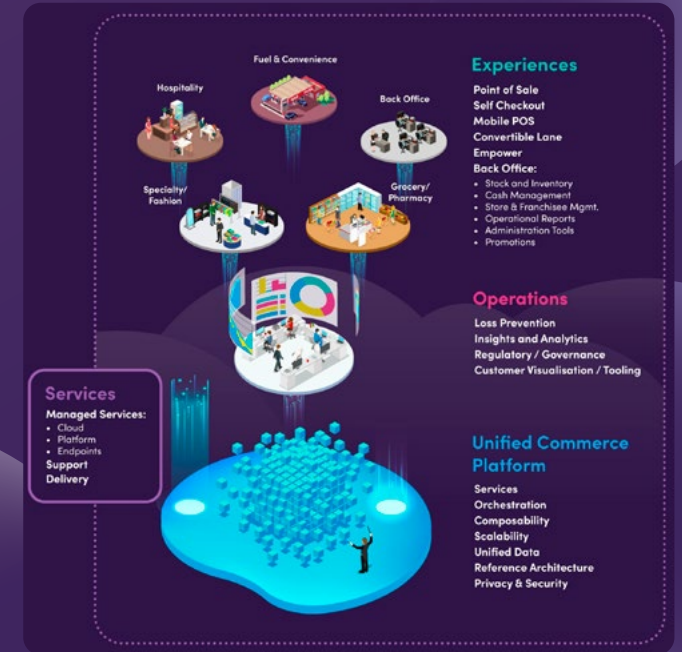 Fuel & Convenience
Hospitality
Back Office
Specialty/
Fashion
Grocery/
Pharmacy
Experiences
Point of Sale
Self Checkout
Mobile POS
Convertible Lane
Empower
Back Office:
• Stock and Inventory
• Cash Management
• Store & Franchisee Mgmt.
• Operational Reports
• Administration Tools
• Promotions
Operations
Loss Prevention
Insights and Analytics
Regulatory / Governance
Customer Visualisation / Tooling
Services
Managed Services:
• Cloud
• Platform
• Endpoints
Support
Delivery
Unified Commerce
Platform
Services
Orchestration
Composability
Scalability
Unified Data
Reference Architecture
Privacy & Security